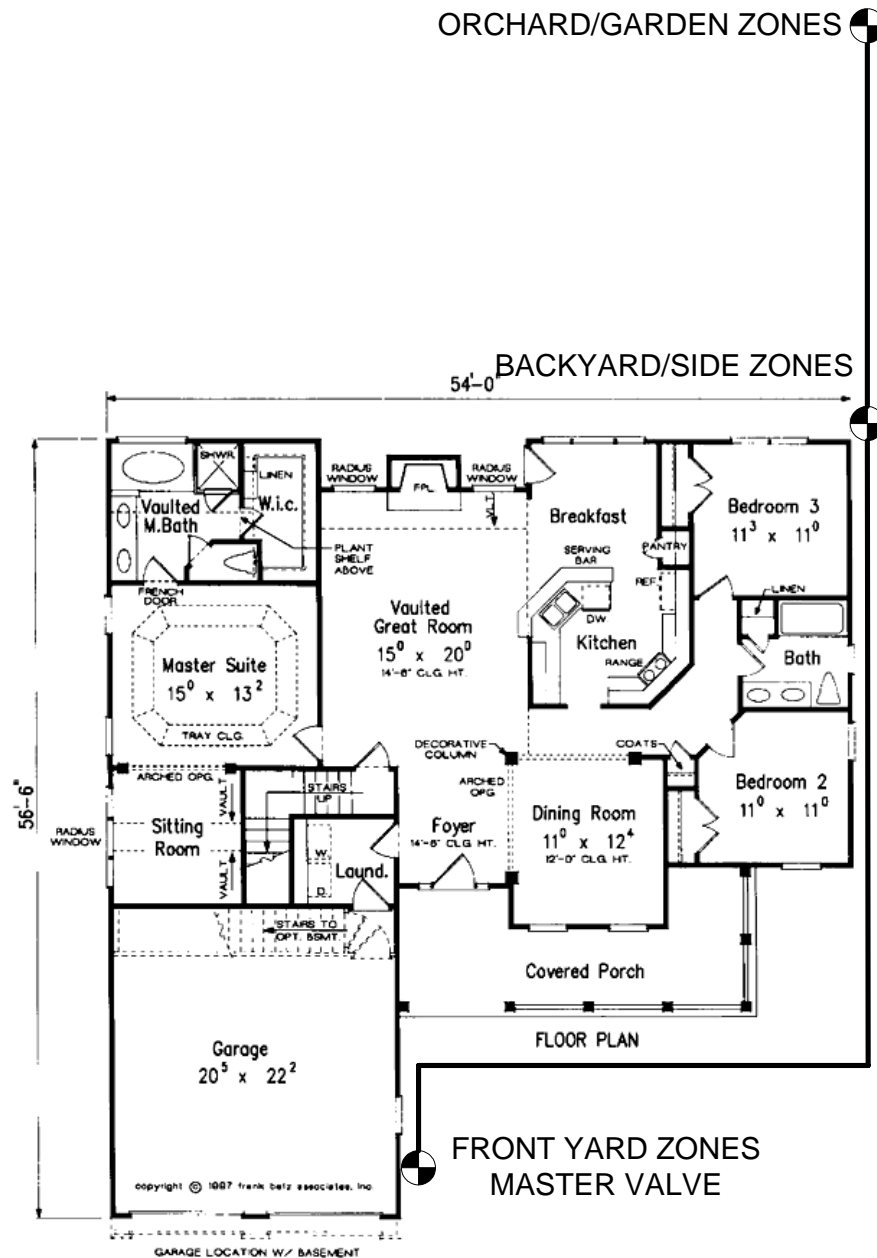 ORCHARD/GARDEN ZONES
BACKYARD/SIDE ZONES
54'-0"
SHWR.
LINEN
W.i.c.
Vaulted
M.Bath
RADIUS
WINDOW
FPL.
RADIUS
WINDOW
VLT.
Breakfast
Bedroom 3
11³ x 11⁰
PLANT
SHELF
ABOVE
SERVING
BAR
PANTRY
REF.
FRENCH
DOOR
LINEN
Vaulted
Great Room
15⁰ x 20⁰
14'-6" CLG. HT.
DW
Kitchen
RANGE
Bath
Master Suite
15⁰ x 13²
TRAY CLG.
DECORATIVE
COLUMN
COATS
ARCHED OPG.
ARCHED
OPG
STAIRS
UP
VAULT
VAULT
Bedroom 2
11⁰ x 11⁰
56'-6"
RADIUS
WINDOW
Sitting
Room
Foyer
14'-6" CLG. HT.
Dining Room
11⁰ x 12⁴
12'-0" CLG. HT.
W
D
Laund.
STAIRS TO
OPT. BSMT.
Covered Porch
FLOOR PLAN
Garage
20⁵ x 22²
FRONT YARD ZONES
MASTER VALVE
copyright © 1997 frank betz associates, inc.
GARAGE LOCATION W/ BASEMENT